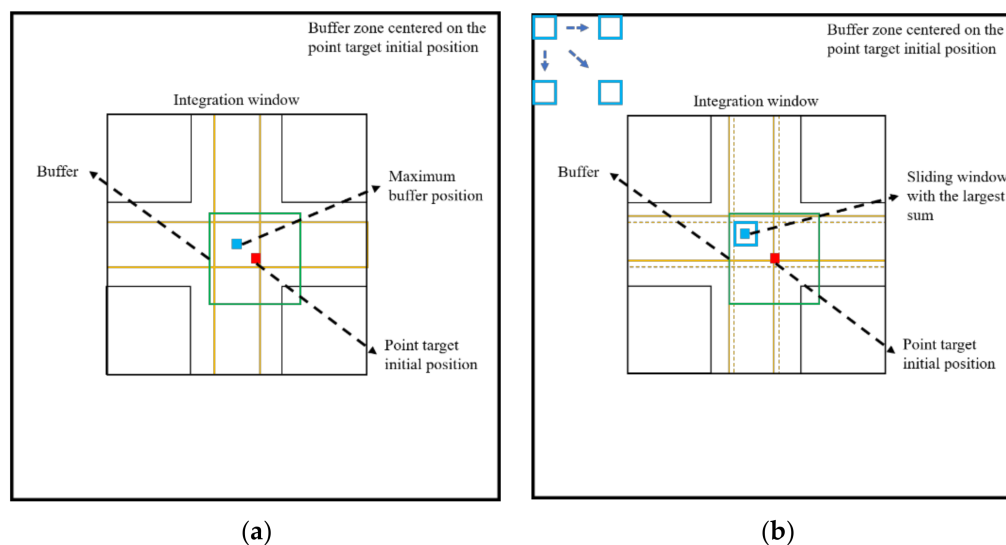 Buffer zone centered on the
point target initial position
Integration window
Buffer
Maximum
buffer position
Point target
initial position
(a)
Buffer zone centered on the
point target initial position
Integration window
Buffer
Sliding window
with the largest
sum
Point target
initial position
(b)